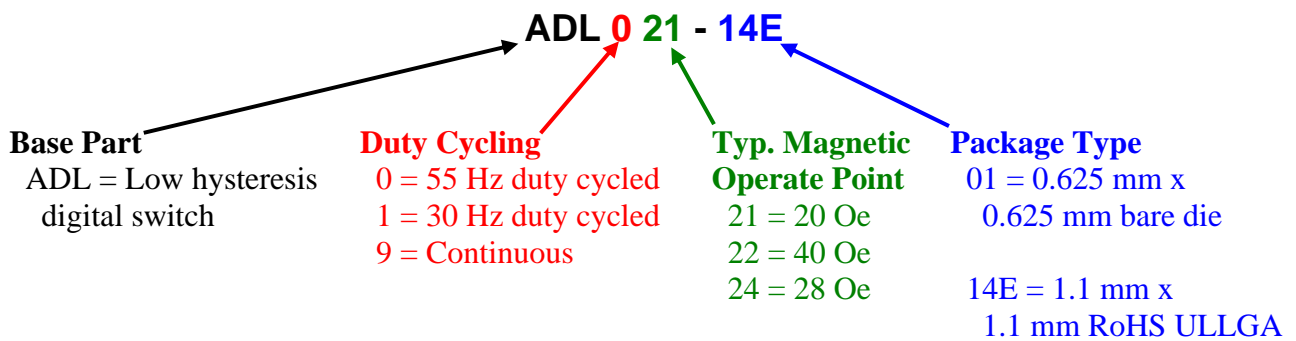 ADL 0 21 - 14E
Base Part
ADL = Low hysteresis
digital switch
Duty Cycling
0 = 55 Hz duty cycled
1 = 30 Hz duty cycled
9 = Continuous
Typ. Magnetic
Operate Point
21 = 20 Oe
22 = 40 Oe
24 = 28 Oe
Package Type
01 = 0.625 mm x
0.625 mm bare die
14E = 1.1 mm x
1.1 mm RoHS ULLGA